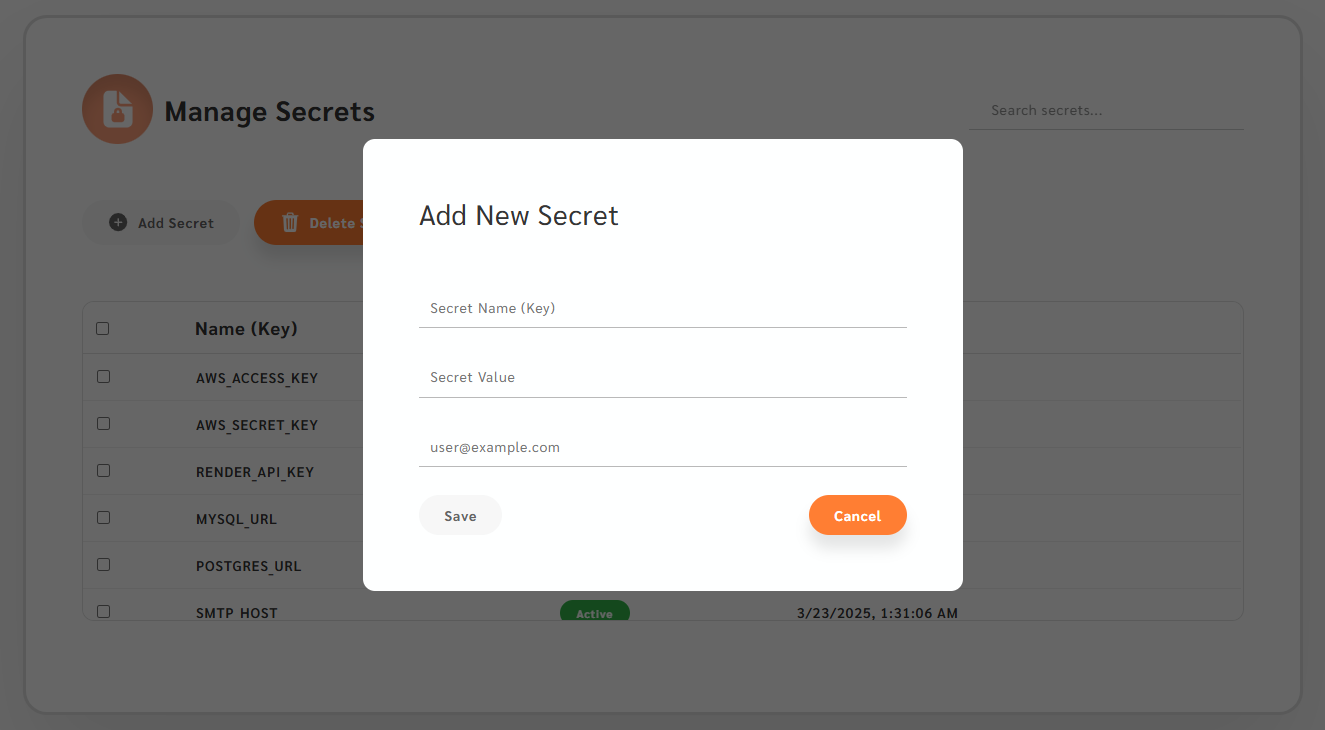 Manage Secrets
Search secrets...
Add Secret
Delete
Add New Secret
Secret Name (Key)
Secret Value
user@example.com
Save
Cancel
Name (Key)
AWS_ACCESS_KEY
AWS_SECRET_KEY
RENDER_API_KEY
MYSQL_URL
POSTGRES_URL
SMTP_HOST Active 3/23/2025, 1:31:06 AM